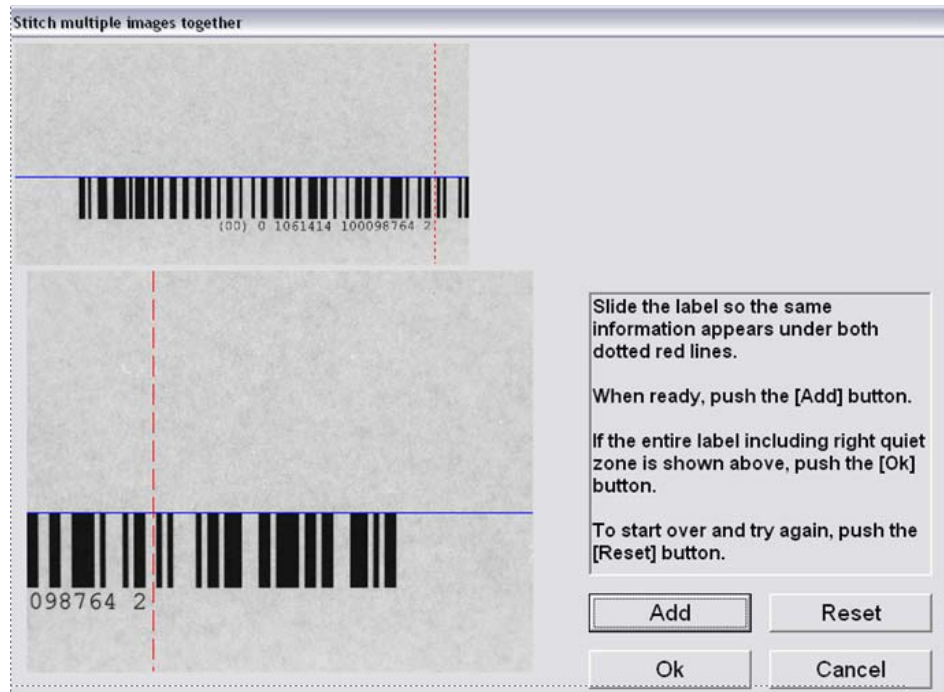 Stitch multiple images together
(00) 0 1061414 100098764 2
098764 2
Slide the label so the same
information appears under both
dotted red lines.
When ready, push the [Add] button.
If the entire label including right quiet
zone is shown above, push the [Ok]
button.
To start over and try again, push the
[Reset] button.
Add
Reset
Ok
Cancel